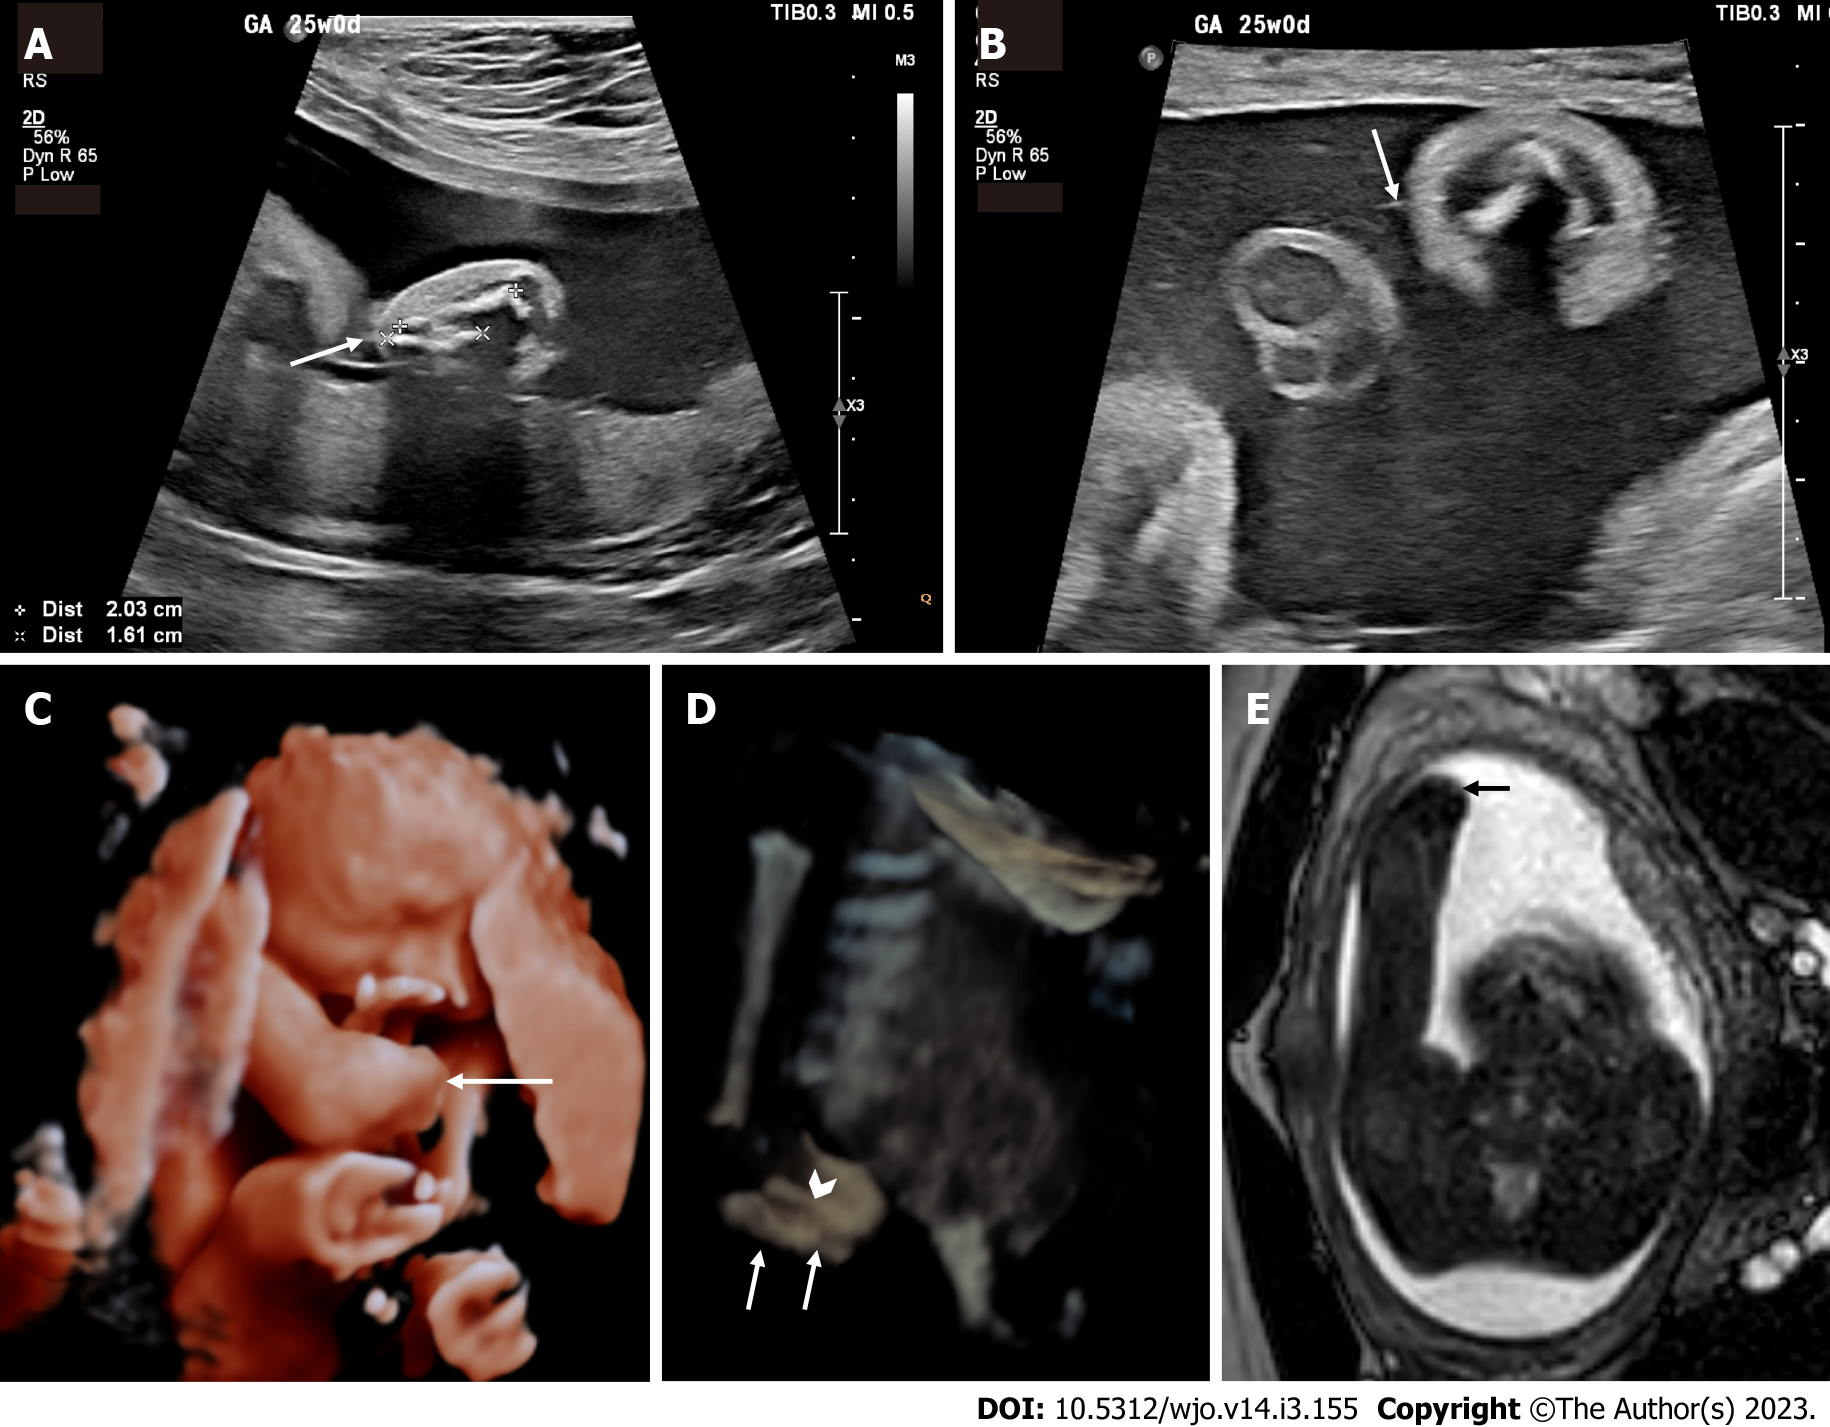 A
GA 25w0d
TIB0.3 MI 0.5
RS
M3
2D
56%
Dyn R 65
P Low
X3
Dist 2.03 cm
Dist 1.61 cm
B
GA 25w0d
TIB0.3 MI
P
RS
2D
56%
Dyn R 65
P Low
X3
C
D
E
DOI: 10.5312/wjo.v14.i3.155 Copyright ©The Author(s) 2023.